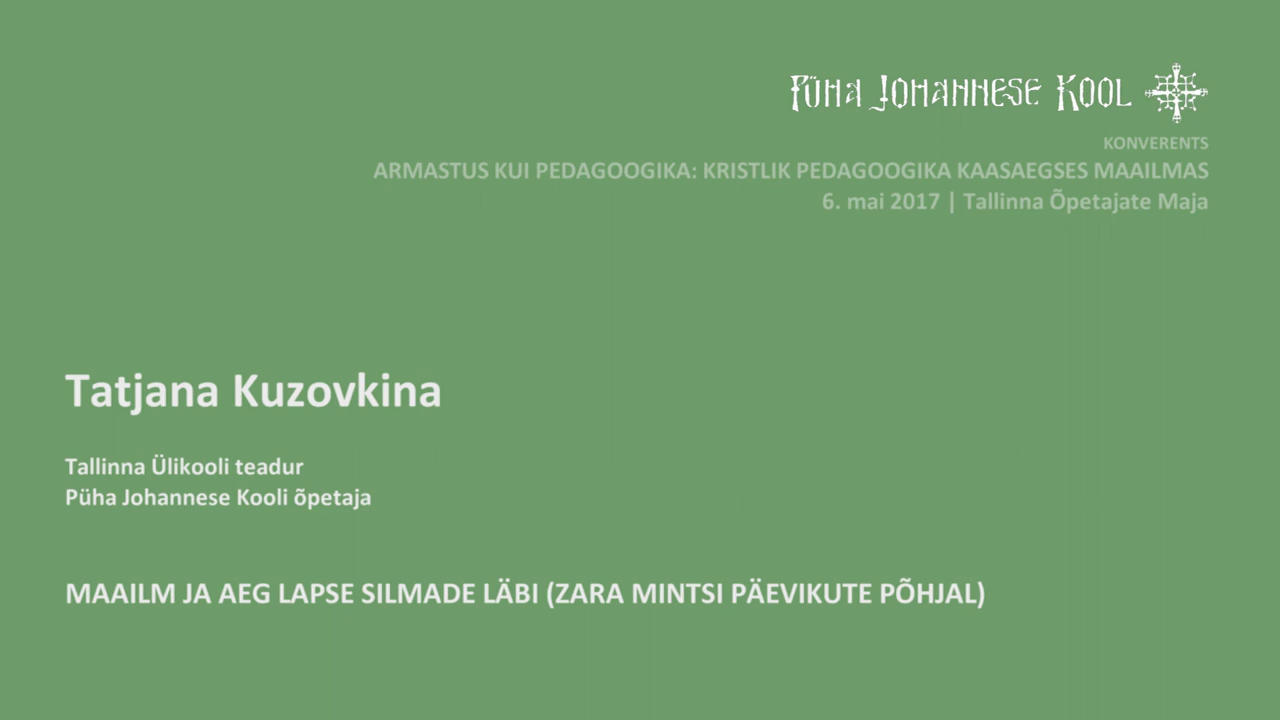 Püha Johannese Kool
KONVERENTS
ARMASTUS KUI PEDAGOOGIKA: KRISTLIK PEDAGOOGIKA KAASAEGSES MAAILMAS
6. mai 2017 | Tallinna Õpetajate Maja
Tatjana Kuzovkina
Tallinna Ülikooli teadur
Püha Johannese Kooli õpetaja
MAAILM JA AEG LAPSE SILMADE LÄBI (ZARA MINTSI PÄEVIKUTE PÕHJAL)